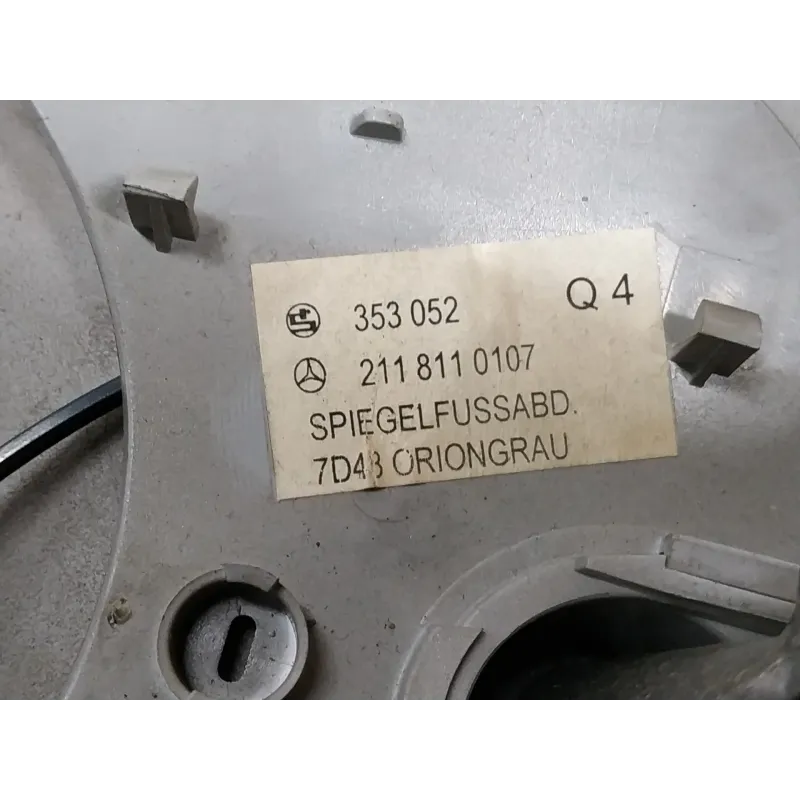 353 052 Q 4
211 811 0107
SPIEGELFUSSABD.
7D43 ORIONGRAU